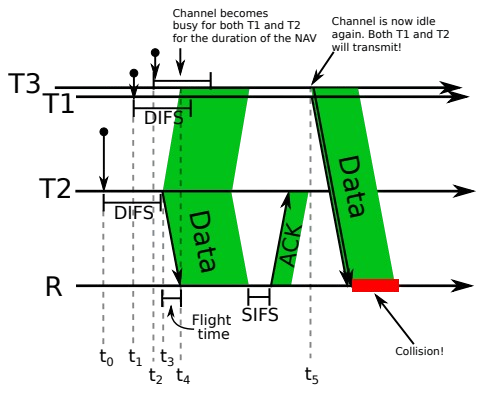 Channel becomes
busy for both T1 and T2
for the duration of the NAV
Channel is now idle
again. Both T1 and T2
will transmit!
T3
T1
DIFS
T2
DIFS
Data
ACK
Data
R
Flight
time
SIFS
Collision!
t0
t1
t2
t3
t4
t5